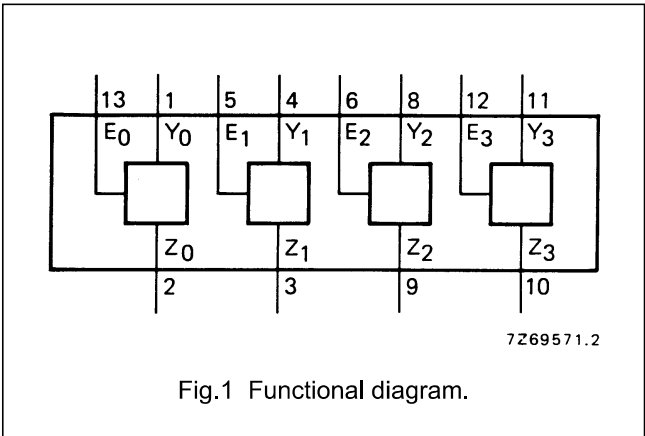 13 1 5 4 6 8 12 11
E0 Y0 E1 Y1 E2 Y2 E3 Y3
Z0 Z1 Z2 Z3
2 3 9 10
7Z69571.2
Fig.1 Functional diagram.